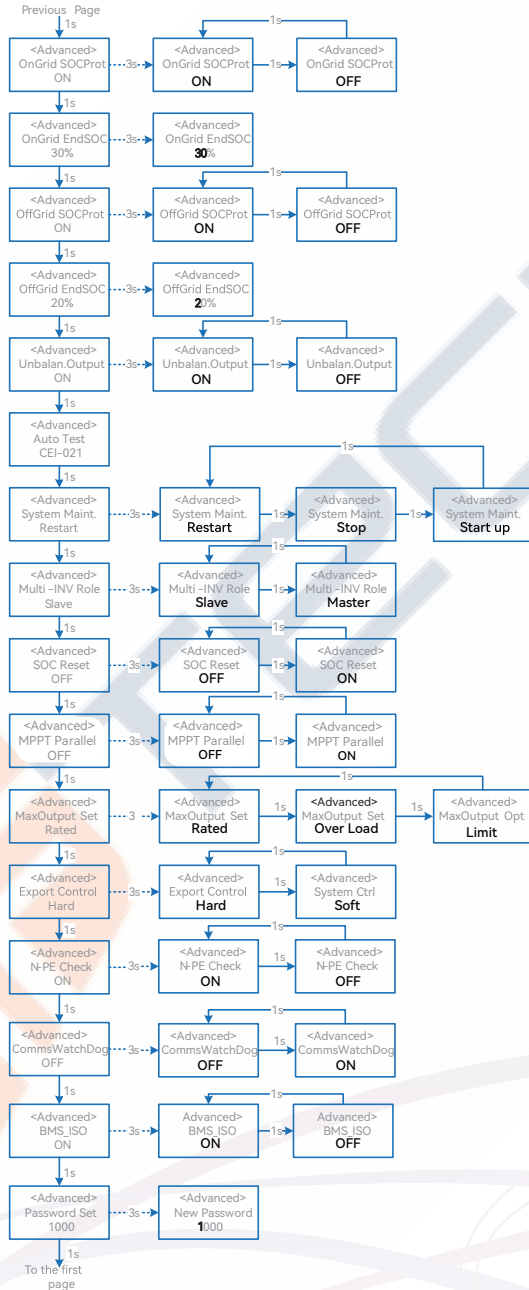 Previous Page
1s
1s
<Advanced>
OnGrid SOCProt
ON
3s
<Advanced>
OnGrid SOCProt
ON
1s
<Advanced>
OnGrid SOCProt
OFF
1s
<Advanced>
OnGrid EndSOC
30%
3s
<Advanced>
OnGrid EndSOC
30%
1s
1s
<Advanced>
OffGrid SOCProt
ON
3s
<Advanced>
OffGrid SOCProt
ON
1s
<Advanced>
OffGrid SOCProt
OFF
1s
<Advanced>
OffGrid EndSOC
20%
3s
<Advanced>
OffGrid EndSOC
20%
1s
1s
<Advanced>
Unbalan.Output
ON
3s
<Advanced>
Unbalan.Output
ON
1s
<Advanced>
Unbalan.Output
OFF
1s
<Advanced>
Auto Test
CEI-021
1s
1s
<Advanced>
System Maint.
Restart
3s
<Advanced>
System Maint.
Restart
1s
<Advanced>
System Maint.
Stop
1s
<Advanced>
System Maint.
Start up
1s
1s
<Advanced>
Multi -INV Role
Slave
3s
<Advanced>
Multi -INV Role
Slave
1s
<Advanced>
Multi -INV Role
Master
1s
1s
<Advanced>
SOC Reset
OFF
3s
<Advanced>
SOC Reset
OFF
1s
<Advanced>
SOC Reset
ON
1s
1s
<Advanced>
MPPT Parallel
OFF
3s
<Advanced>
MPPT Parallel
OFF
1s
<Advanced>
MPPT Parallel
ON
1s
1s
<Advanced>
MaxOutput Set
Rated
3
<Advanced>
MaxOutput Set
Rated
1s
<Advanced>
MaxOutput Set
Over Load
1s
<Advanced>
MaxOutput Opt
Limit
1s
1s
<Advanced>
Export Control
Hard
3s
<Advanced>
Export Control
Hard
1s
<Advanced>
System Ctrl
Soft
1s
1s
<Advanced>
N-PE Check
ON
3s
<Advanced>
N-PE Check
ON
1s
<Advanced>
N-PE Check
OFF
1s
1s
<Advanced>
CommsWatchDog
OFF
3s
<Advanced>
CommsWatchDog
OFF
1s
<Advanced>
CommsWatchDog
ON
1s
1s
<Advanced>
BMS_ISO
ON
3s
Advanced>
BMS_ISO
ON
1s
Advanced>
BMS_ISO
OFF
1s
<Advanced>
Password Set
1000
3s
<Advanced>
New Password
1000
1s
To the first
page